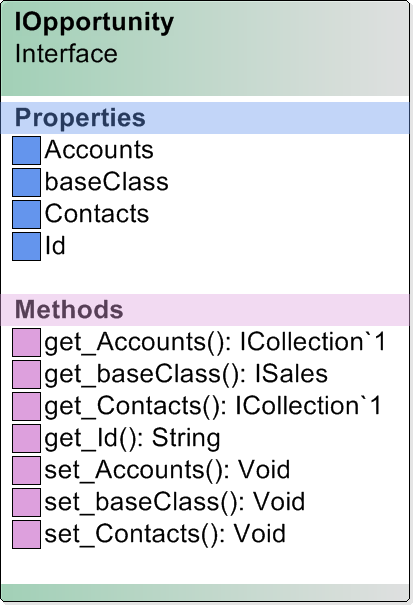 IOpportunity
Interface
Properties
Accounts
baseClass
Contacts
Id
Methods
get_Accounts(): ICollection`1
get_baseClass(): ISales
get_Contacts(): ICollection`1
get_Id(): String
set_Accounts(): Void
set_baseClass(): Void
set_Contacts(): Void